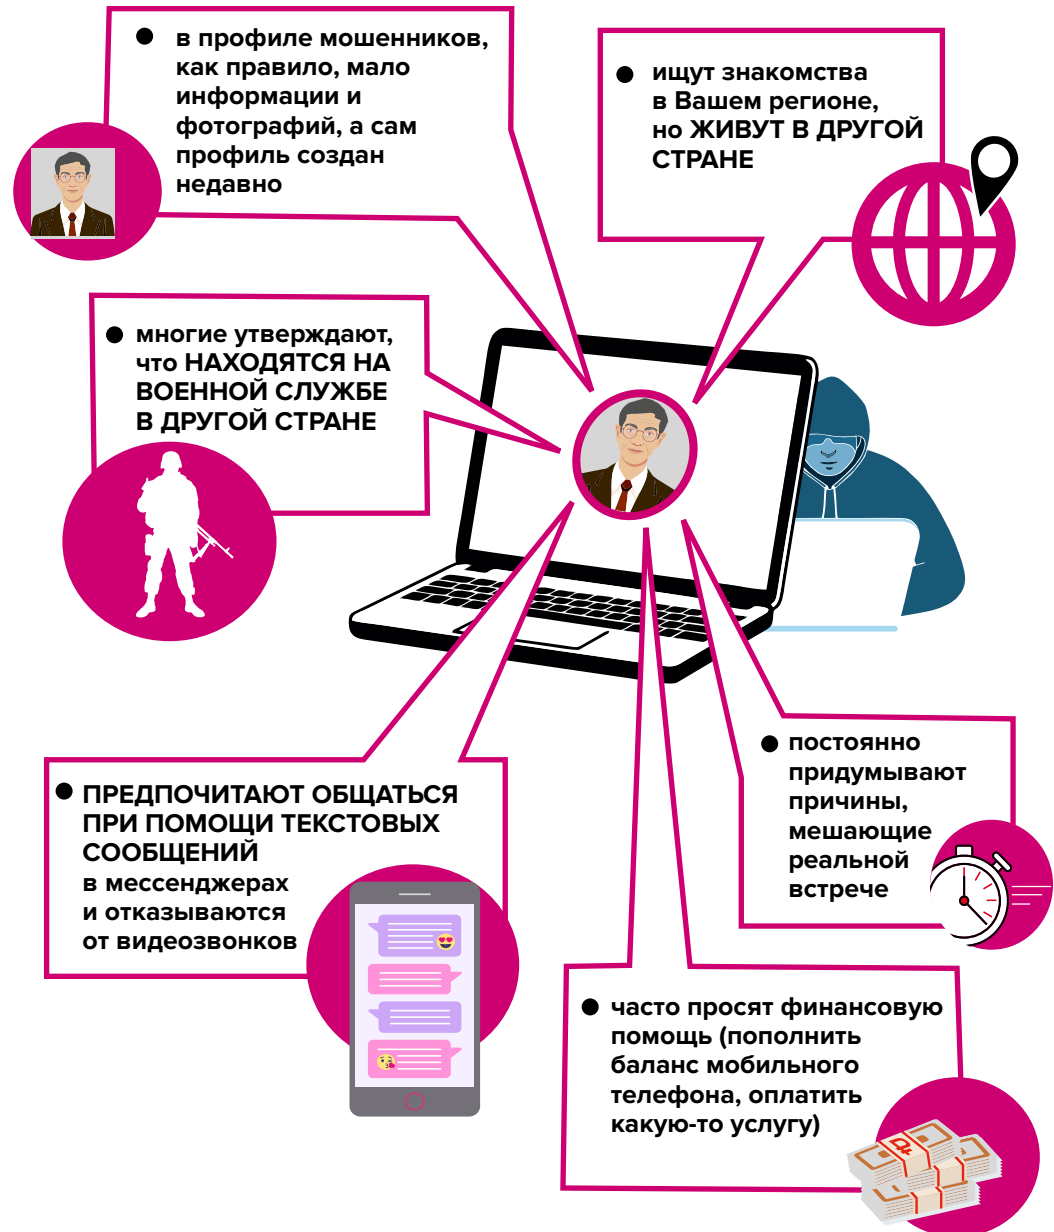 ● в профиле мошенников,
как правило, мало
информации и
фотографий, а сам
профиль создан
недавно
● ищут знакомства
в Вашем регионе,
но ЖИВУТ В ДРУГОЙ
СТРАНЕ
● многие утверждают,
что НАХОДЯТСЯ НА
ВОЕННОЙ СЛУЖБЕ
В ДРУГОЙ СТРАНЕ
● ПРЕДПОЧИТАЮТ ОБЩАТЬСЯ
ПРИ ПОМОЩИ ТЕКСТОВЫХ
СООБЩЕНИЙ
в мессенджерах
и отказываются
от видеозвонков
● постоянно
придумывают
причины,
мешающие
реальной
встрече
● часто просят финансовую
помощь (пополнить
баланс мобильного
телефона, оплатить
какую-то услугу)